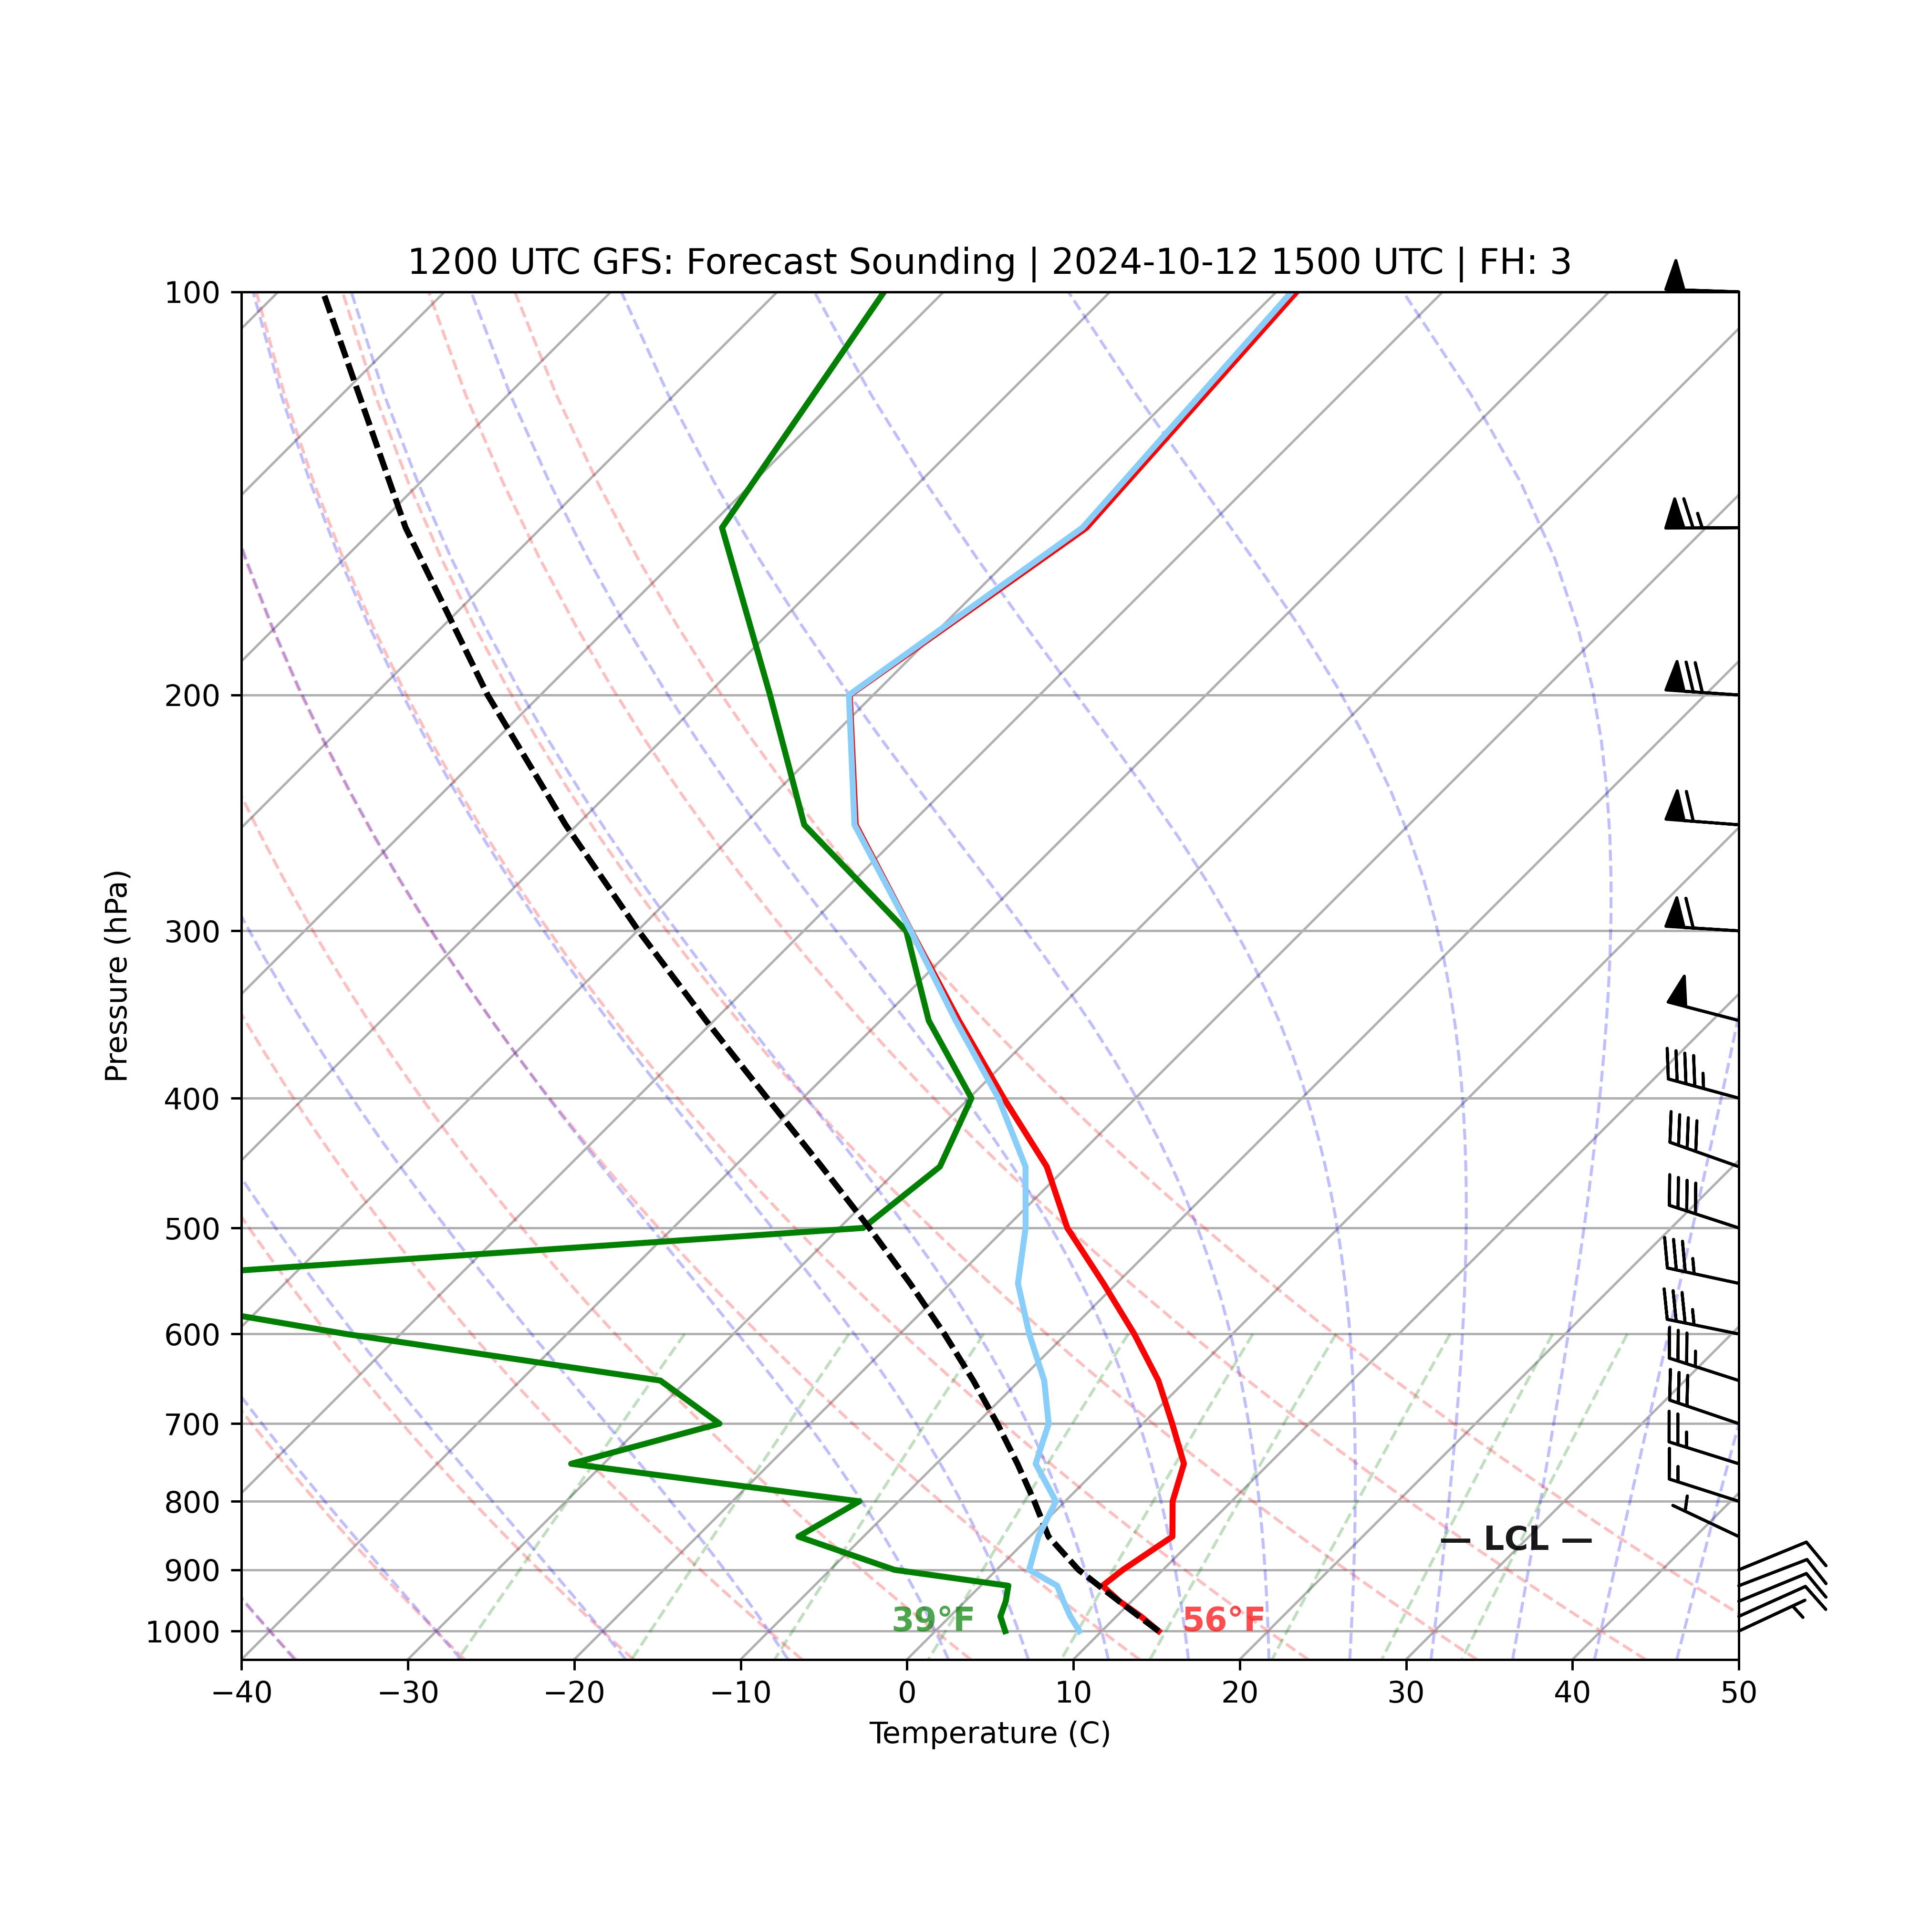 1200 UTC GFS: Forecast Sounding | 2024-10-12 1500 UTC | FH: 3
100
200
300
400
500
600
700
800
900
1000
Pressure (hPa)
— LCL —
39°F
56°F
−40 −30 −20 −10 0 10 20 30 40 50
Temperature (C)